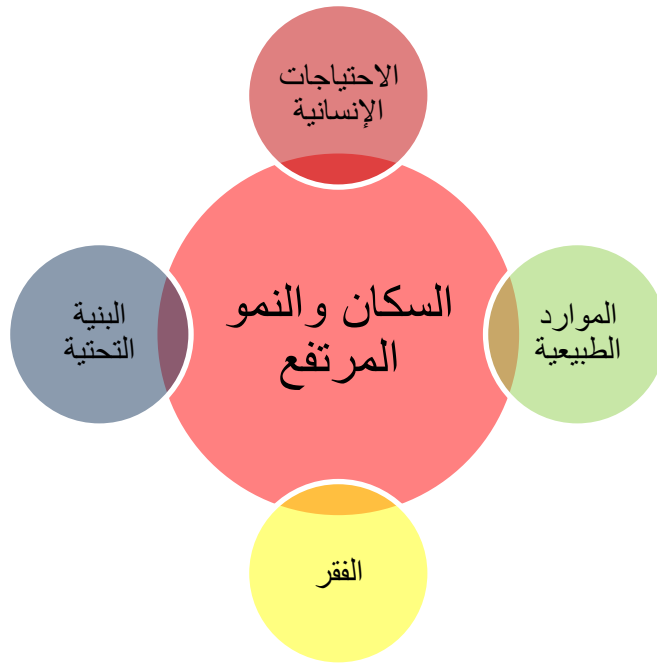 الاحتياجات
الإنسانية
السكان والنمو
المرتفع
الموارد
الطبيعية
البنية
التحتية
الفقر